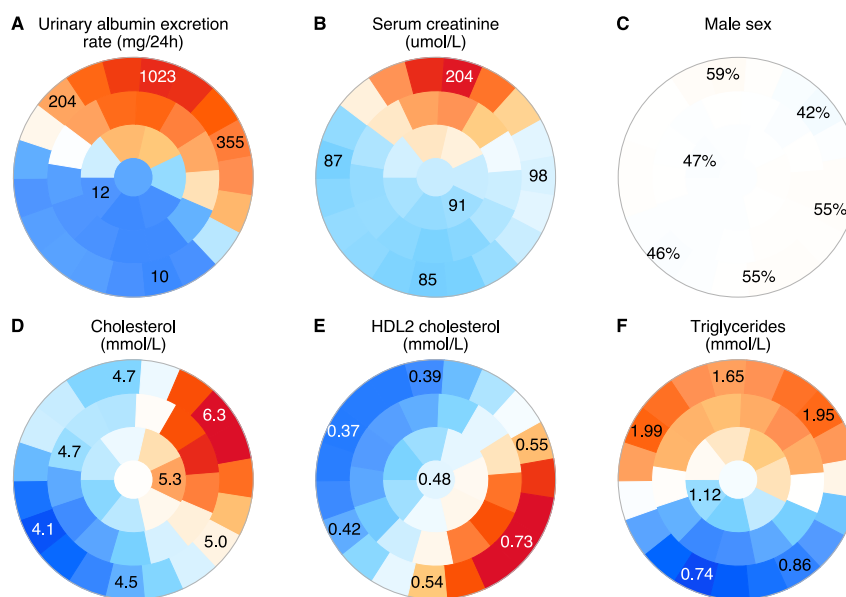 A
Urinary albumin excretion
rate (mg/24h)
1023
204
355
12
10
B
Serum creatinine
(umol/L)
204
87
98
91
85
C
Male sex
59%
42%
47%
55%
46%
55%
D
Cholesterol
(mmol/L)
4.7
6.3
4.7
5.3
4.1
5.0
4.5
E
HDL2 cholesterol
(mmol/L)
0.39
0.37
0.55
0.48
0.42
0.73
0.54
F
Triglycerides
(mmol/L)
1.65
1.99
1.95
1.12
0.86
0.74